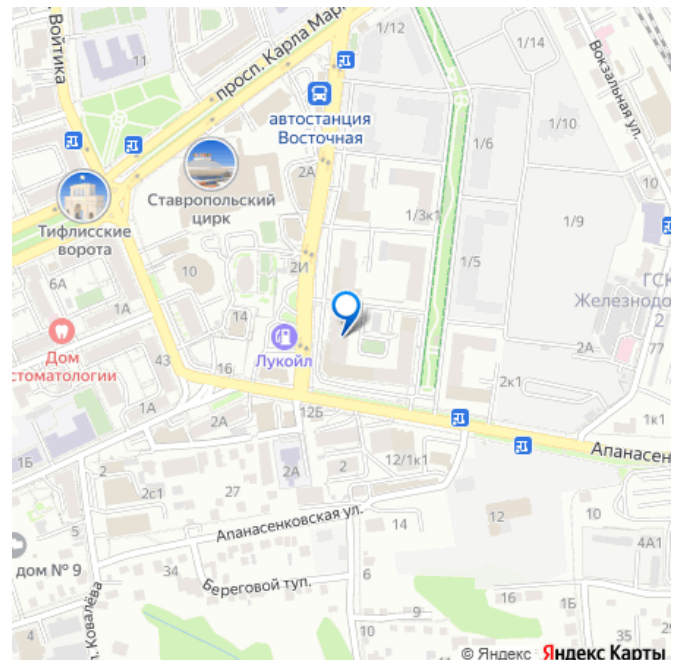 Войтика
просп. Карла Мар
11
1/12
1/14
Вокзальная ул.
автостанция
Восточная
1/10
1/6
2А
Ставропольский
цирк
10
Тифлисские
ворота
1/3к1
1/9
10
2И
1/5
6А
1А
14
ГСК
Железнодо
2
Дом
стоматологии
43
16
Лукойл
2А
77
2к1
1А
2А
12Б
1к1
1Б
2
2с1
27
2А
2
12/1к1
Апанасен
Апанасенковская ул.
14
12
10
5
4А1
дом № 9
34
Береговой туп.
6
16
1Б
9
4
л. Ковалёва
10
35
© Яндекс Яндекс Карты